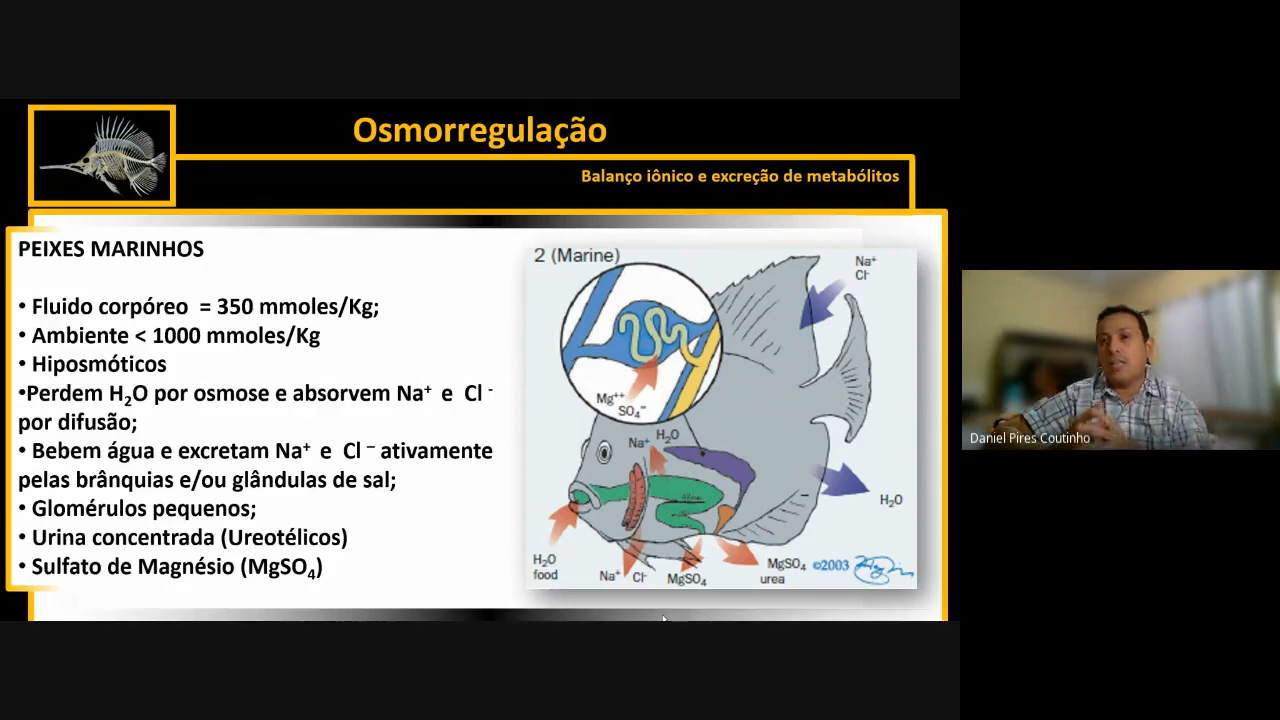 Osmorregulação
Balanço iônico e excreção de metabólitos
PEIXES MARINHOS
• Fluido corpóreo = 350 mmoles/Kg;
• Ambiente < 1000 mmoles/Kg
• Hiposmóticos
•Perdem H₂O por osmose e absorvem Na⁺ e Cl ⁻
por difusão;
• Bebem água e excretam Na⁺ e Cl ⁻ ativamente
pelas brânquias e/ou glândulas de sal;
• Glomérulos pequenos;
• Urina concentrada (Ureotélicos)
• Sulfato de Magnésio (MgSO₄)
2 (Marine)
Na⁺
Cl⁻
Mg⁺⁺
SO₄⁻
Na⁺ H₂O
H₂O
H₂O
food
Na⁺ Cl⁻
MgSO₄
MgSO₄
urea
©2003
Daniel Pires Coutinho